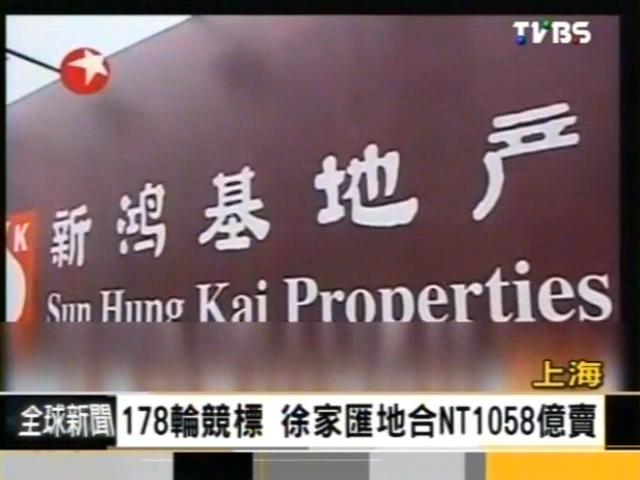 TVBS
新鸿基地产
K
Sun Hung Kai Properties
上海
全球新聞
178輪競標 徐家匯地合NT1058億賣